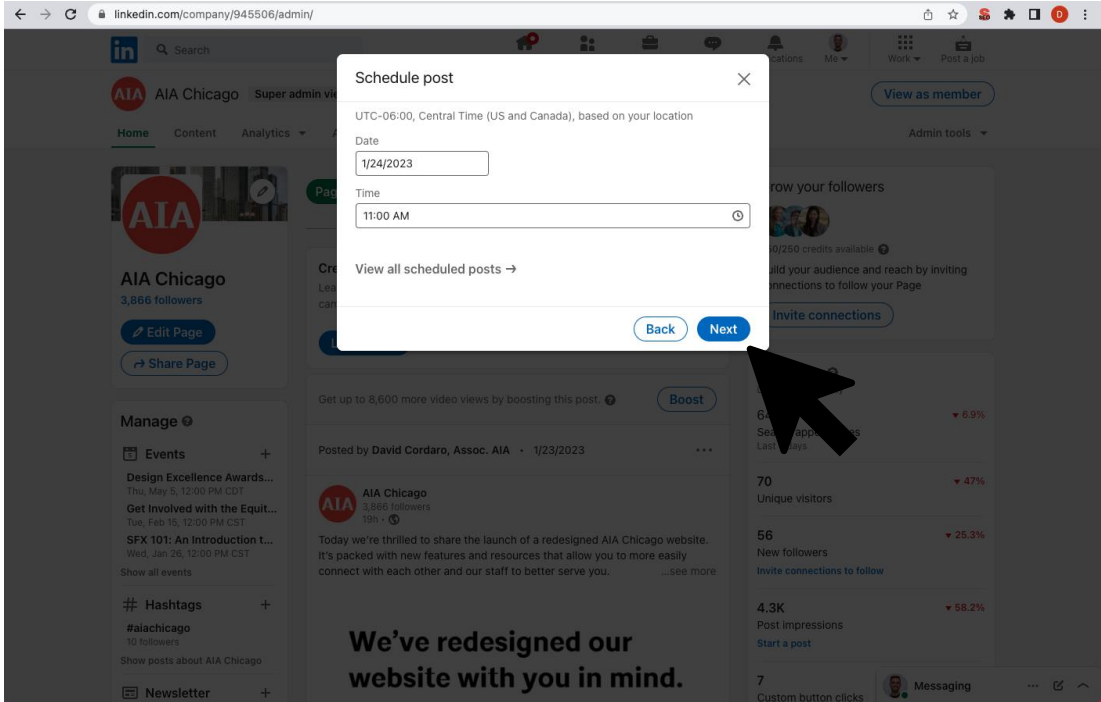 linkedin.com/company/945506/admin/
SEO
D
in
Search
cations
Me
Work
Post a job
AIA
AIA Chicago
Super admin vie
View as member
Home
Content
Analytics
Admin tools
Schedule post
UTC-06:00, Central Time (US and Canada), based on your location
Date
1/24/2023
Time
11:00 AM
View all scheduled posts →
Back
Next
AIA
AIA Chicago
3,866 followers
Edit Page
Share Page
Manage
Events
Design Excellence Awards...
Thu, May 5, 12:00 PM CDT
Get Involved with the Equit...
Tue, Feb 15, 12:00 PM CST
SFX 101: An Introduction t...
Wed, Jan 26, 12:00 PM CST
Show all events
# Hashtags
#aiachicago
10 followers
Show posts about AIA Chicago
Newsletter
Pag
Cre
Lea
can
Get up to 8,600 more video views by boosting this post.
Boost
Posted by David Cordaro, Assoc. AIA • 1/23/2023
AIA
AIA Chicago
3,866 followers
19h •
Today we're thrilled to share the launch of a redesigned AIA Chicago website.
It's packed with new features and resources that allow you to more easily
connect with each other and our staff to better serve you. ...see more
We've redesigned our
website with you in mind.
row your followers
0/250 credits available
uild your audience and reach by inviting
onnections to follow your Page
Invite connections
6.9%
Last days
70
47%
Unique visitors
56
25.3%
New followers
Invite connections to follow
4.3K
58.2%
Post impressions
Start a post
7
Custom button clicks
Messaging